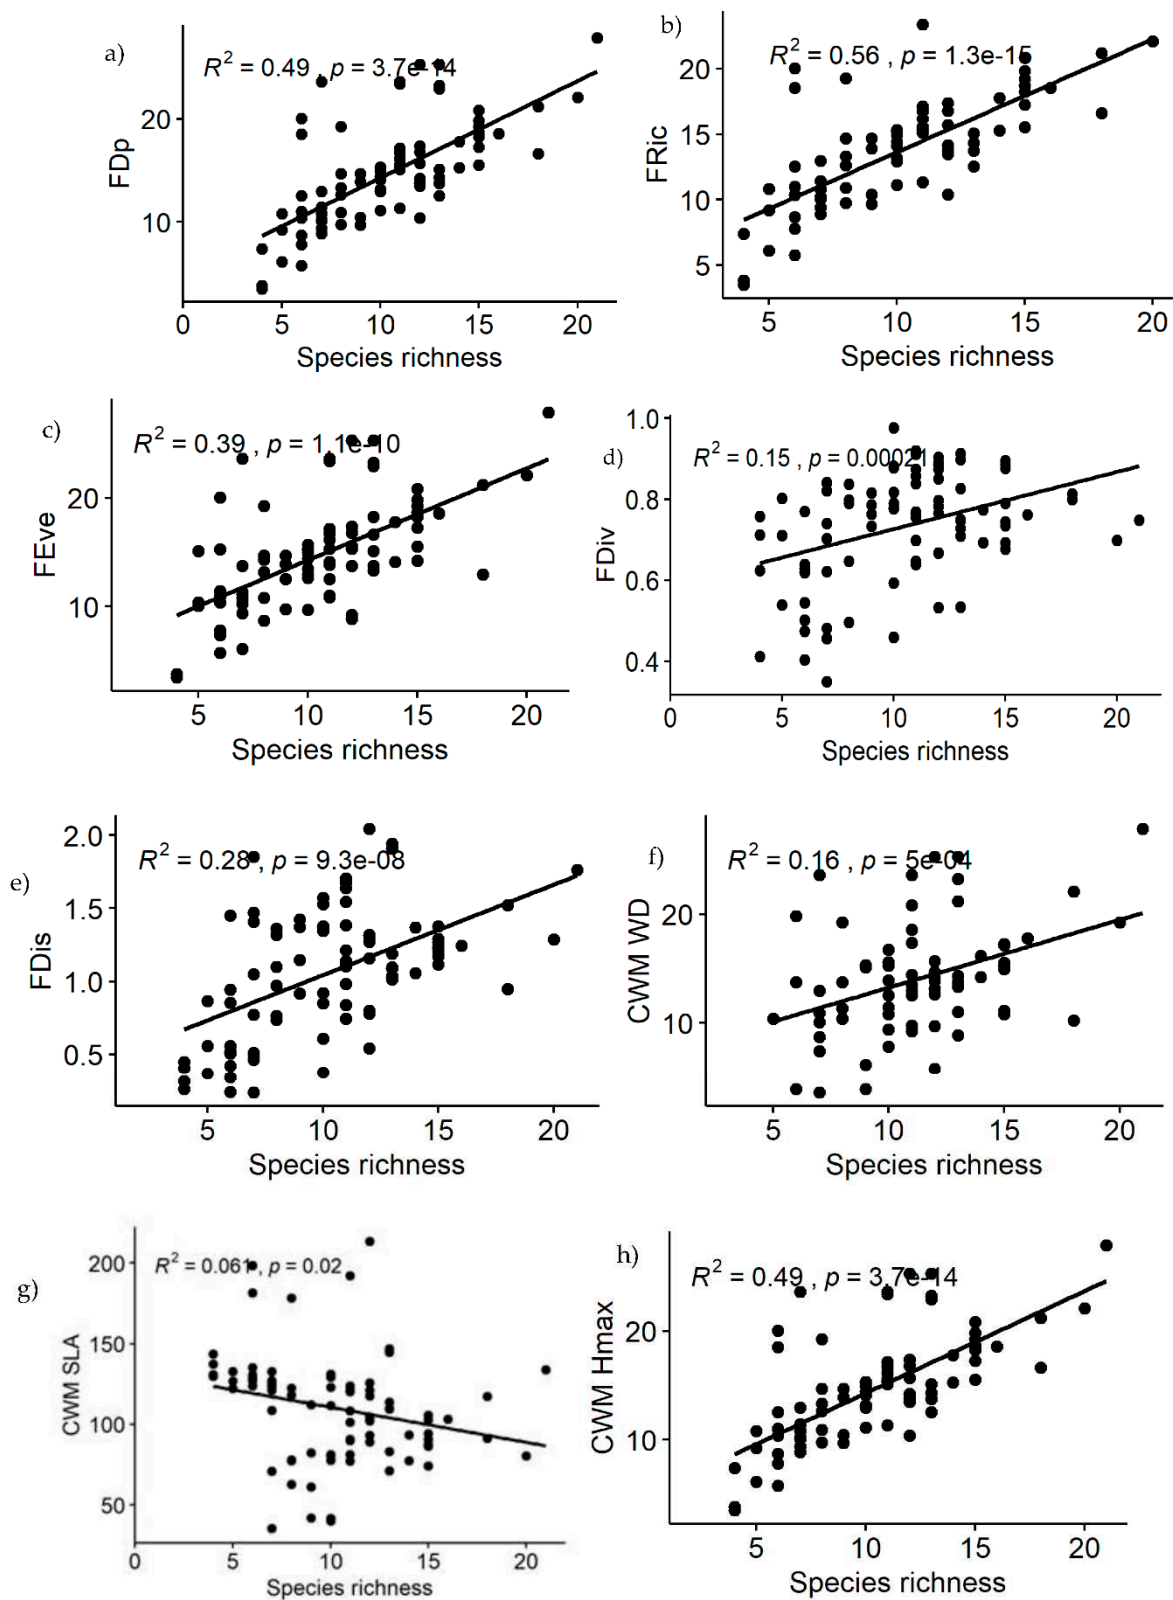 a)
R² = 0.49 , p = 3.7e-14
FDp
20
10
0 5 10 15 20
Species richness
b)
R² = 0.56 , p = 1.3e-15
FRic
20
15
10
5
5 10 15 20
Species richness
c)
R² = 0.39 , p = 1.1e-10
FEve
20
10
5 10 15 20
Species richness
d)
R² = 0.15 , p = 0.00021
FDiv
1.0
0.8
0.6
0.4
0 5 10 15 20
Species richness
e)
R² = 0.28 , p = 9.3e-08
FDis
2.0
1.5
1.0
0.5
5 10 15 20
Species richness
f)
R² = 0.16 , p = 5e-04
CWM WD
20
10
5 10 15 20
Species richness
g)
R² = 0.061 , p = 0.02
CWM SLA
200
150
100
50
0 5 10 15 20
Species richness
h)
R² = 0.49 , p = 3.7e-14
CWM Hmax
20
10
5 10 15 20
Species richness